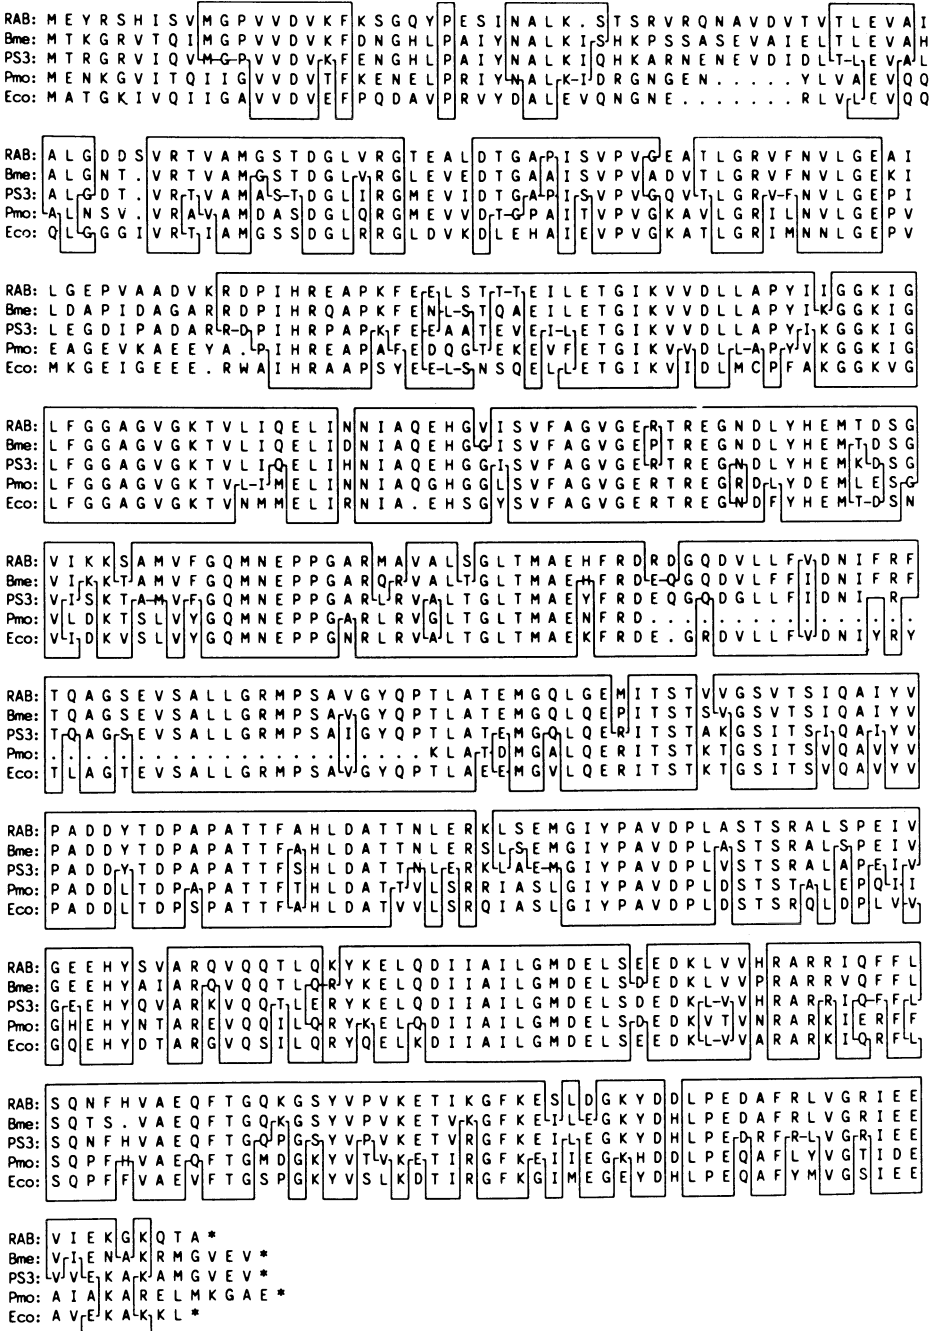 RAB: M E Y R S H I S V M G P V V D V K F K S G Q Y P E S I N A L K . S T S R V R Q N A V D V T V T L E V A I
Bme: M T K G R V T Q I M G P V V D V K F D N G H L P A I Y N A L K I S H K P S S A S E V A I E L T L E V A H
PS3: M T R G R V I Q V M G P V V D V K F E N G H L P A I Y N A L K I Q H K A R N E N E V D I D L T L E V A L
Pmo: M E N K G V I T Q I I G V V V D V T F K E N E L P R I Y N A L K I D R G N G E N . . . . . Y L V A E V Q Q
Eco: M A T G K I V Q I I G A V V D V E F P Q D A V P R V Y D A L E V Q N G N E . . . . . . . R L V L E V Q Q
RAB: A L G D D S V R T V A M G S T D G L V R G T E A L D T G A P I S V P V G E A T L G R V F N V L G E A I
Bme: A L G N T . V R T V A M G S T D G L V R G L E V E D T G A A I S V P V A D V T L G R V F N V L G E K I
PS3: A L G D T . V R T V A M A S T D G L I R G M E V I D T G A P I S V P V G Q V T L G R V F N V L G E P I
Pmo: A L N S V . V R A V A M D A S D G L Q R G M E V V D T G P A I T V P V G K A V L G R I L N V L G E P V
Eco: Q L G G G I V R T I A M G S S D G L R R G L D V K D L E H A I E V P V G K A T L G R I M N N L G E P V
RAB: L G E P V A A D V K R D P I H R E A P K F E E L S T T T E I L E T G I K V V D L L A P Y I I G G K I G
Bme: L D A P I D A G A R R D P I H R Q A P K F E N L S T Q A E I L E T G I K V V D L L A P Y I K G G K I G
PS3: L E G D I P A D A R R D P I H R P A P K F E E A A T E V E I L E T G I K V V D L L A P Y I K G G K I G
Pmo: E A G E V K A E E Y A . P I H R E A P A F E D Q G T E K E V F E T G I K V V D L L A P Y V K G G K I G
Eco: M K G E I G E E E . R W A I H R A A P S Y E E L S N S Q E L L E T G I K V I D L M C P F A K G G K V G
RAB: L F G G A G V G K T V L I Q E L I N N I A Q E H G V I S V F A G V G E R T R E G N D L Y H E M T D S G
Bme: L F G G A G V G K T V L I Q E L I D N I A Q E H G G I S V F A G V G E P T R E G N D L Y H E M T D S G
PS3: L F G G A G V G K T V L I Q E L I H N I A Q E H G G I S V F A G V G E R T R E G N D L Y H E M K D S G
Pmo: L F G G A G V G K T V L I M E L I N N I A Q G H G G L S V F A G V G E R T R E G R D L Y D E M L E S G
Eco: L F G G A G V G K T V N M M E L I R N I A . E H S G Y S V F A G V G E R T R E G N D F Y H E M T D S N
RAB: V I K K S A M V F G Q M N E P P G A R M A V A L S G L T M A E H F R D R D G Q D V L L F V D N I F R F
Bme: V I K K T A M V F G Q M N E P P G A R Q R V A L T G L T M A E H F R D E Q G Q D V L F F I D N I F R F
PS3: V I S K T A M V F G Q M N E P P G A R L R V A L T G L T M A E Y F R D E Q G Q D G L L F I D N I R
Pmo: V L D K T S L V Y G Q M N E P P G A R L R V G L T G L T M A E N F R D . . . . . . . . . . . . . . . .
Eco: V L I D K V S L V Y G Q M N E P P G N R L R V A L T G L T M A E K F R D E . G R D V L L F V D N I Y R Y
RAB: T Q A G S E V S A L L G R M P S A V G Y Q P T L A T E M G Q L G E M I T S T V V G S V T S I Q A I Y V
Bme: T Q A G S E V S A L L G R M P S A V G Y Q P T L A T E M G Q L Q E P I T S T S V G S V T S I Q A I Y V
PS3: T Q A G S E V S A L L G R M P S A I G Y Q P T L A T E M G Q L Q E R I T S T A K G S I T S I Q A I Y V
Pmo: . . . . . . . . . . . . . . . . . . . . . . K L A T D M G A L Q E R I T S T K T G S I T S V Q A V Y V
Eco: T L A G T E V S A L L G R M P S A V G Y Q P T L A E E M G V L Q E R I T S T K T G S I T S V Q A V Y V
RAB: P A D D Y T D P A P A T T F A H L D A T T N L E R K L S E M G I Y P A V D P L A S T S R A L S P E I V
Bme: P A D D Y T D P A P A T T F A H L D A T T N L E R S L S E M G I Y P A V D P L A S T S R A L S P E I V
PS3: P A D D Y T D P A P A T T F S H L D A T T N L E R K L A E M G I Y P A V D P L V S T S R A L A P E I V
Pmo: P A D D L T D P A P A T T F T H L D A T T V L S R R I A S L G I Y P A V D P L D S T S T A L E P Q I I
Eco: P A D D L T D P S P A T T F A H L D A T V V L S R Q I A S L G I Y P A V D P L D S T S R Q L D P L V V
RAB: G E E H Y S V A R Q V Q Q T L Q K Y K E L Q D I I A I L G M D E L S E E D K L V V H R A R R I Q F F L
Bme: G E E H Y A I A R Q V Q Q T L Q R Y K E L Q D I I A I L G M D E L S D E D K L V V P R A R R V Q F F L
PS3: G E E H Y Q V A R K V Q Q T L E R Y K E L Q D I I A I L G M D E L S D E D K L V V H R A R R I Q F F L
Pmo: G H E H Y N T A R E V Q Q I L Q R Y K E L Q D I I A I L G M D E L S D E D K V T V N R A R K I E R F F
Eco: G Q E H Y D T A R G V Q S I L Q R Y Q E L K D I I A I L G M D E L S E E D K L V V A R A R K I Q R F L
RAB: S Q N F H V A E Q F T G Q K G S Y V P V K E T I K G F K E S L D G K Y D D L P E D A F R L V G R I E E
Bme: S Q T S . V A E Q F T G Q K G S Y V P V K E T V K G F K E I L E G K Y D H L P E D A F R L V G R I E E
PS3: S Q N F H V A E Q F T G Q P G S Y V P V K E T V R G F K E I L E G K Y D H L P E D R F R L V G R I E E
Pmo: S Q P F H V A E Q F T G M D G K Y V T V K E T I R G F K E I I E G K H D D L P E Q A F L Y V G T I D E
Eco: S Q P F F V A E V F T G S P G K Y V S L K D T I R G F K G I M E G E Y D H L P E Q A F Y M V G S I E E
RAB: V I E K G K Q T A *
Bme: V I E N A K R M G V E V *
PS3: V V E K A K A M G V E V *
Pmo: A I A K A R E L M K G A E *
Eco: A V E K A K K L *